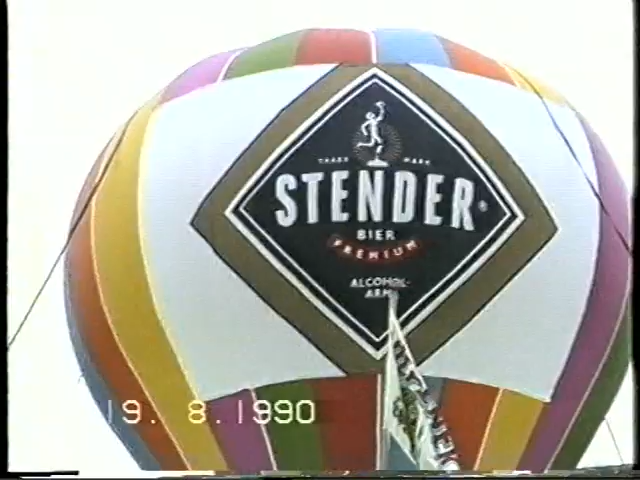 TRADE MARK
STENDER®
BIER
PREMIUM
ALCOHOL-
ARM
19. 8.1990